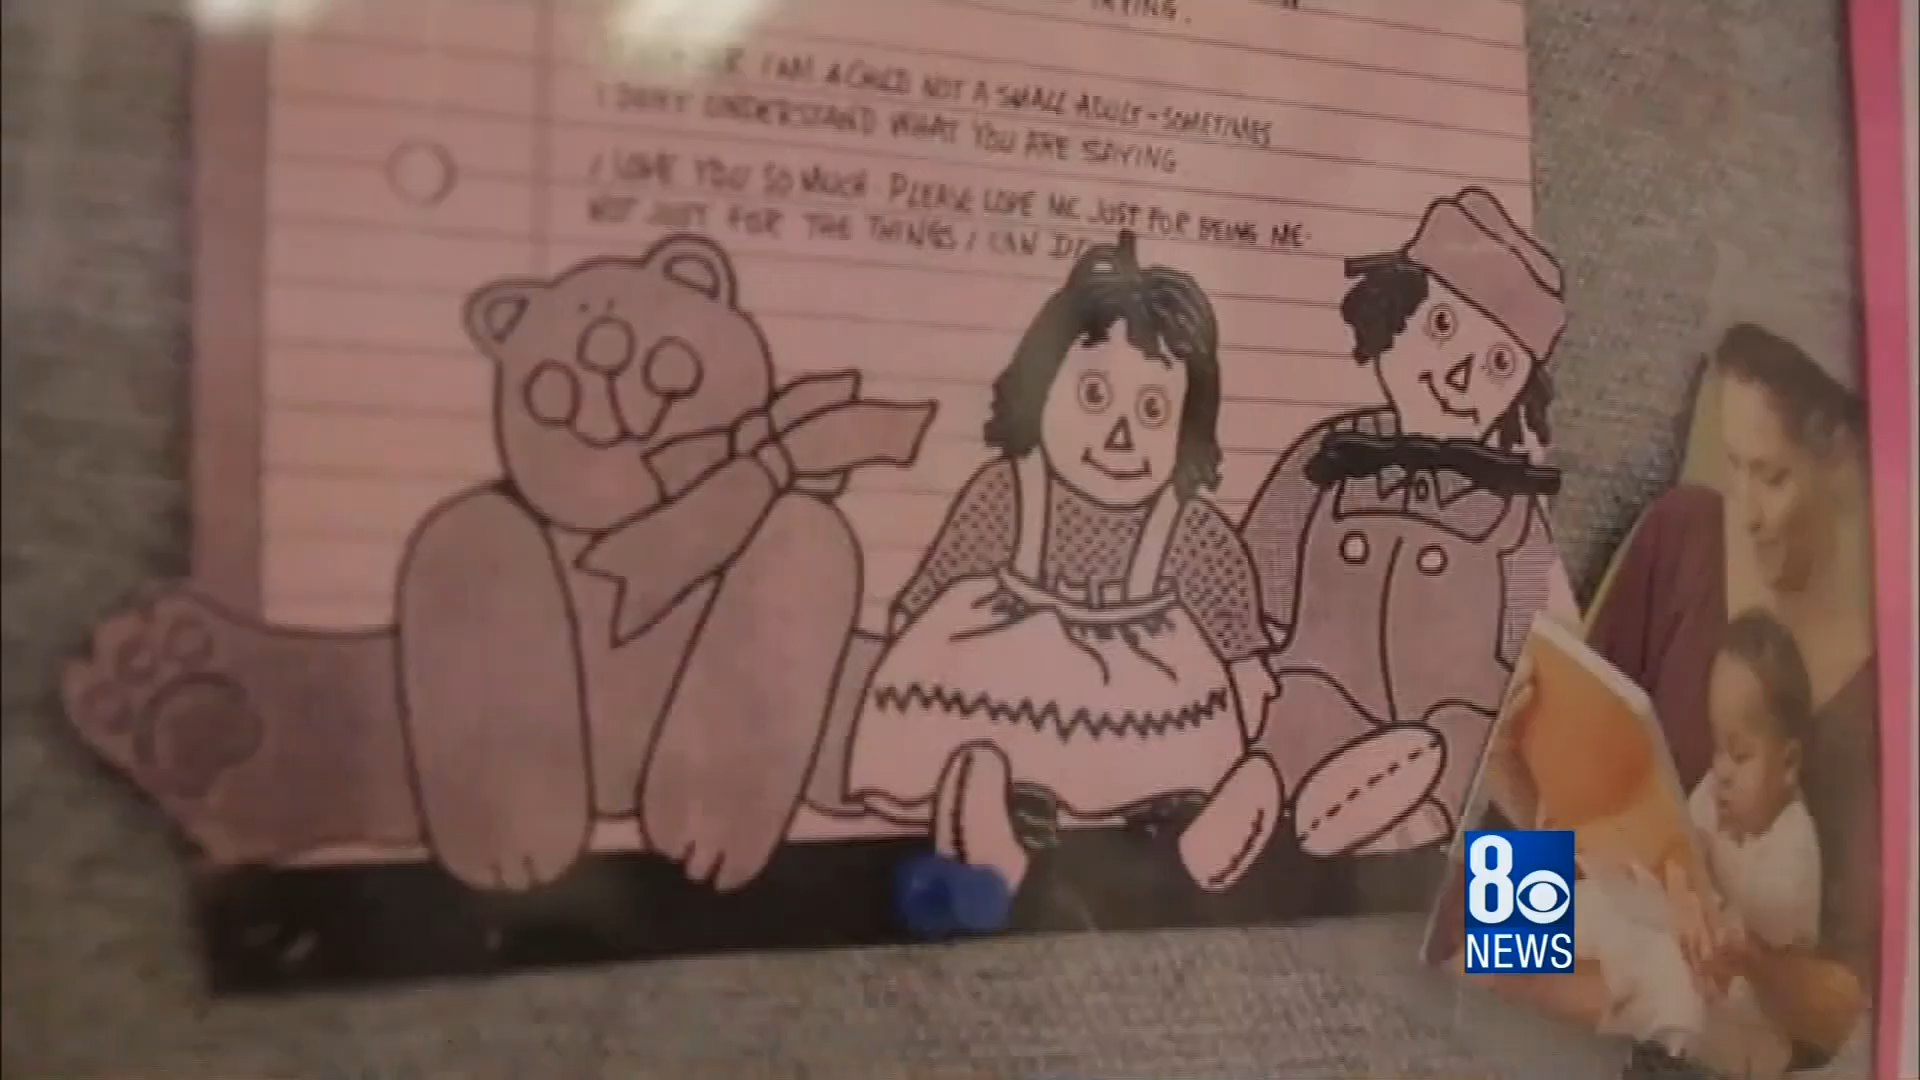 TRYING.
I AM A CHILD NOT A SMALL ADULT - SOMETIMES
I DON'T UNDERSTAND WHAT YOU ARE SAYING.
I LOVE YOU SO MUCH. PLEASE LOVE ME JUST FOR BEING ME-
NOT JUST FOR THE THINGS I CAN
8
NEWS